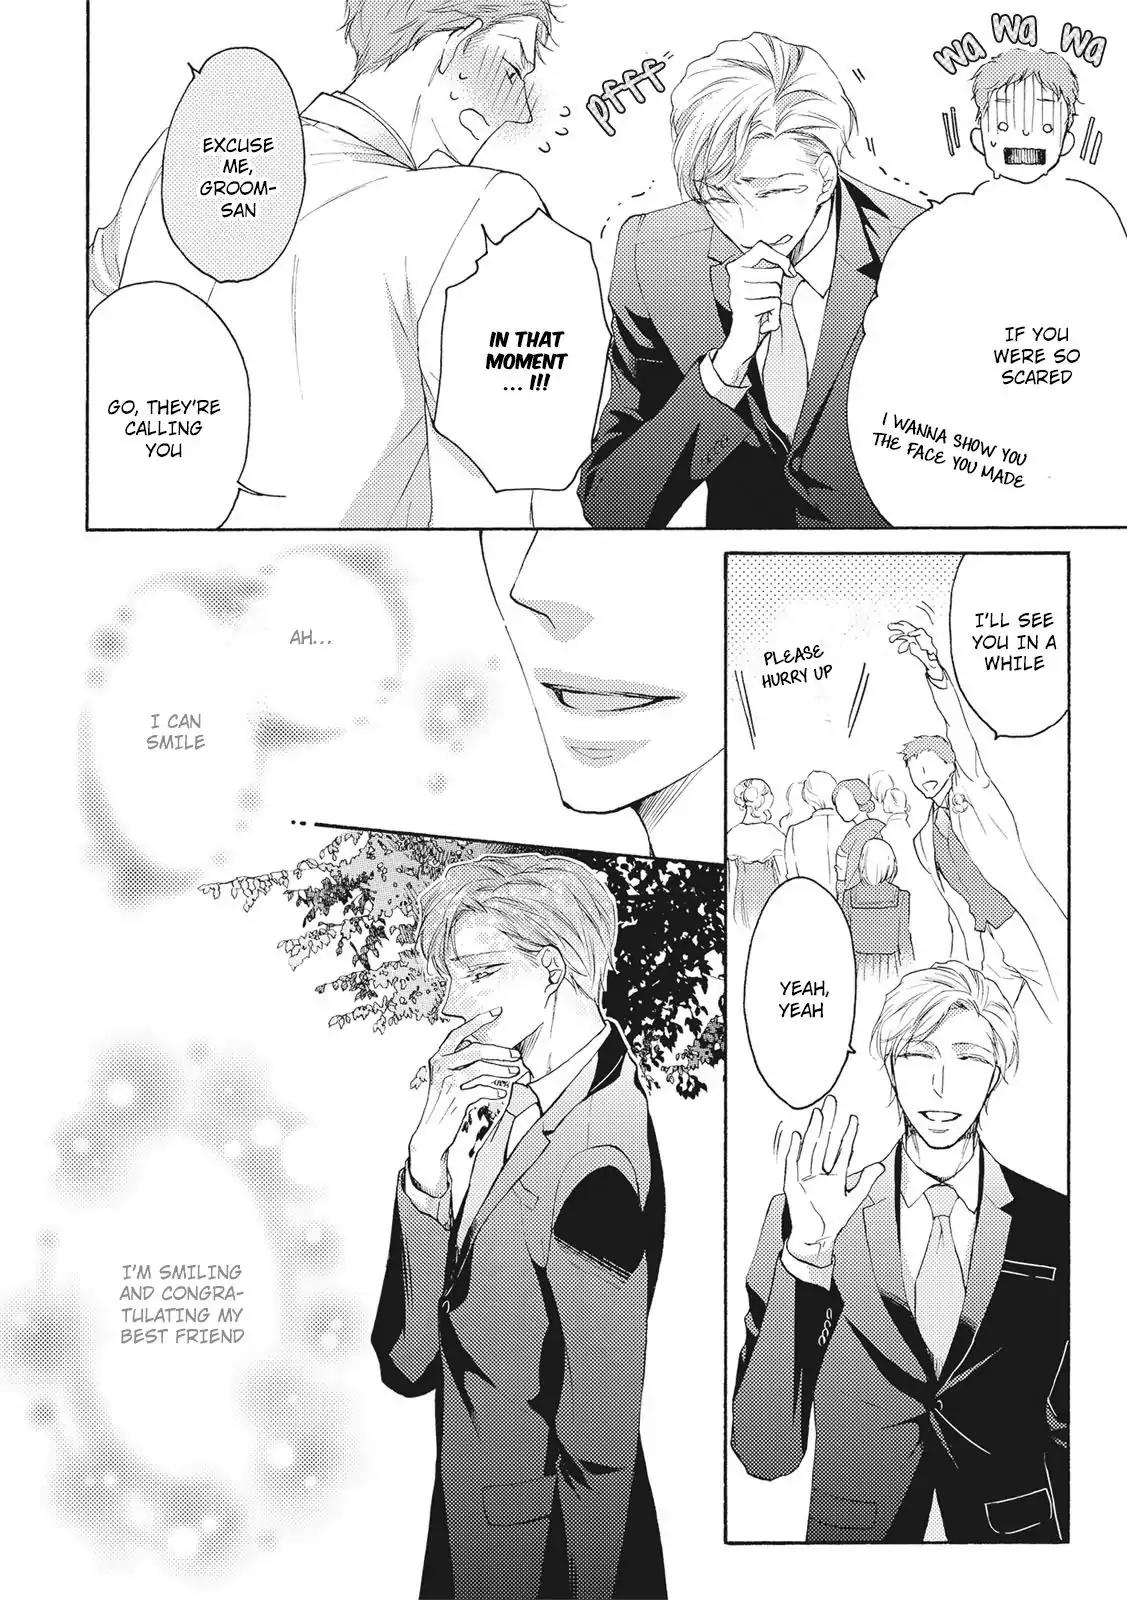 WA WA WA
IF YOU
WERE SO
SCARED
I WANNA SHOW YOU
THE FACE YOU MADE
PFFF
IN THAT
MOMENT
... I!!!
EXCUSE
ME,
GROOM-
SAN
GO, THEY'RE
CALLING
YOU
I'LL SEE
YOU IN A
WHILE
PLEASE
HURRY UP
YEAH,
YEAH
AH...
I CAN
SMILE
I'M SMILING
AND CONGRA-
TULATING MY
BEST FRIEND